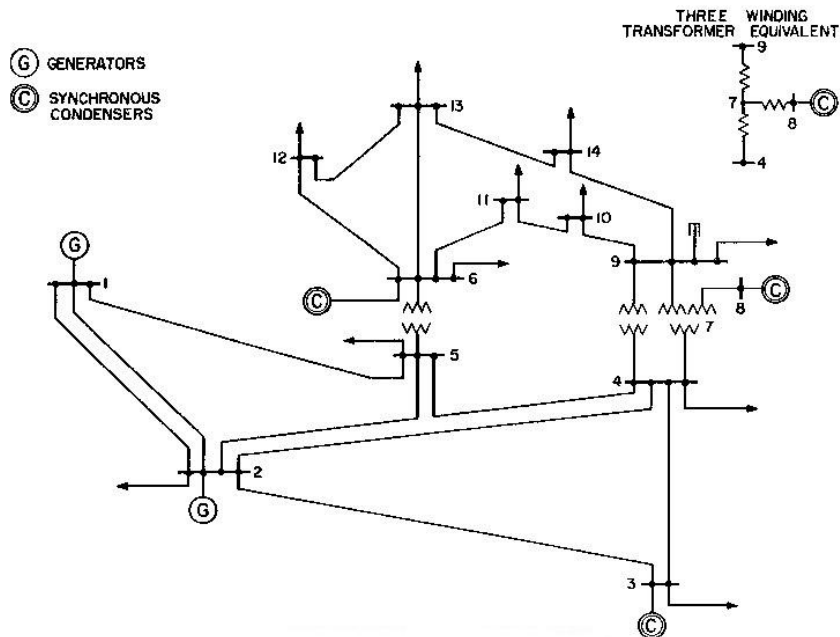 THREE WINDING
TRANSFORMER EQUIVALENT
9
7
C
8
4
G GENERATORS
C SYNCHRONOUS
CONDENSERS
13
12
14
11
10
G
1
9
C
6
8
C
7
5
4
2
G
3
C